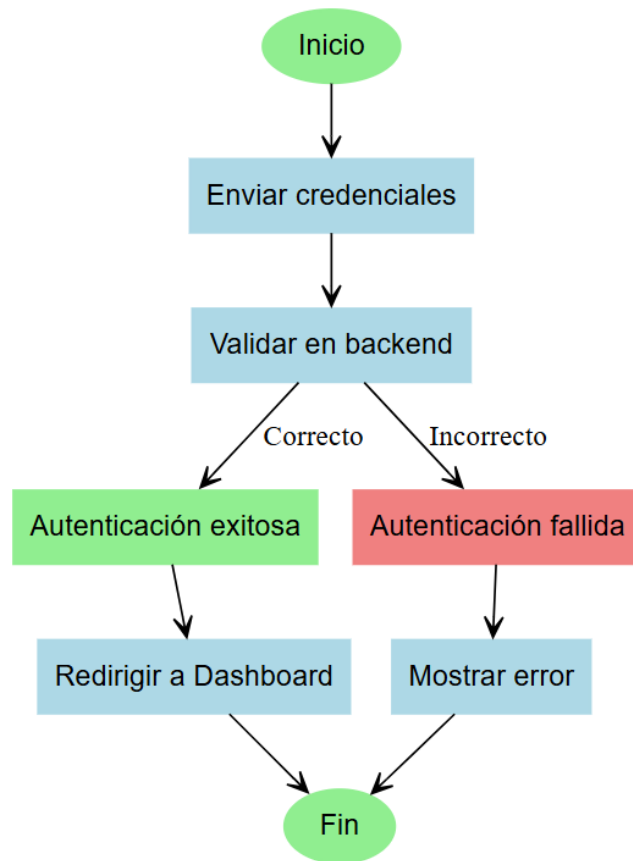 Inicio
Enviar credenciales
Validar en backend
Correcto
Incorrecto
Autenticación exitosa
Autenticación fallida
Redirigir a Dashboard
Mostrar error
Fin